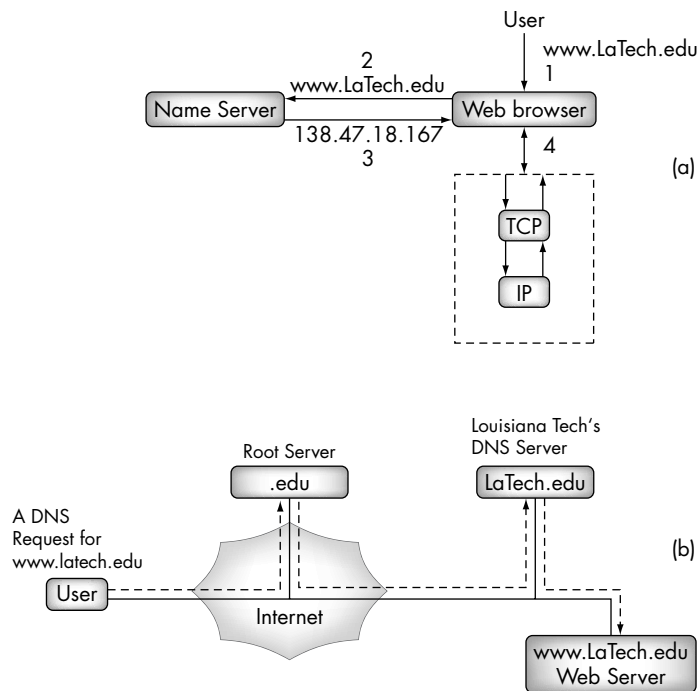 User
www.LaTech.edu
1
2
www.LaTech.edu
Name Server
Web browser
138.47.18.167
3
4
(a)
TCP
IP
Louisiana Tech‘s
DNS Server
Root Server
.edu
LaTech.edu
A DNS
Request for
www.latech.edu
(b)
User
Internet
www.LaTech.edu
Web Server